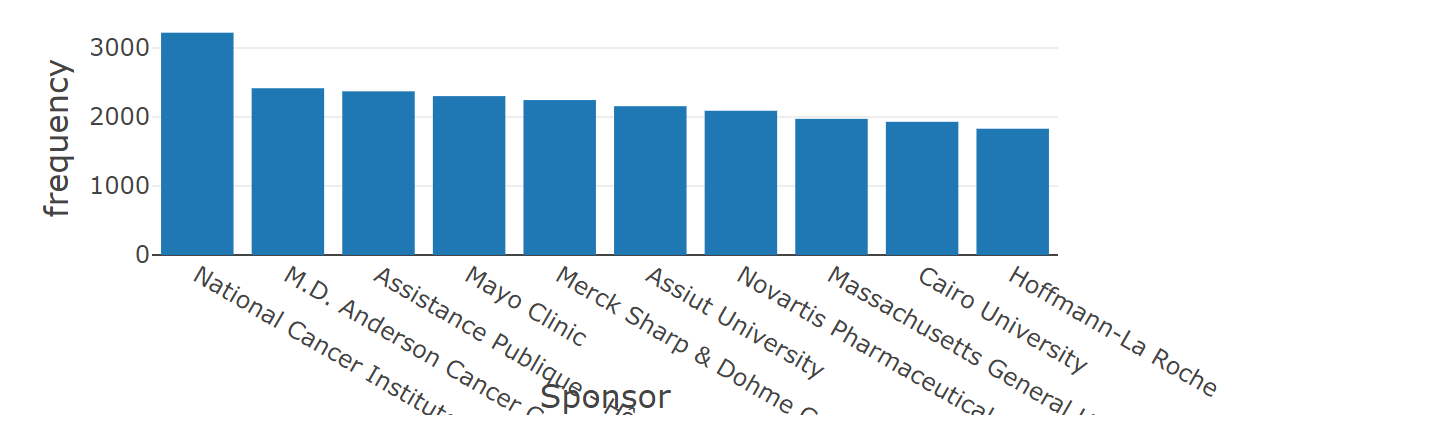 frequency
3000
2000
1000
0
National Cancer Institute
M.D. Anderson Cancer
Assistance Publique -
Mayo Clinic
Merck Sharp & Dohme
Assiut University
Novartis Pharmaceutical
Massachusetts General
Cairo University
Hoffmann-La Roche
Sponsor